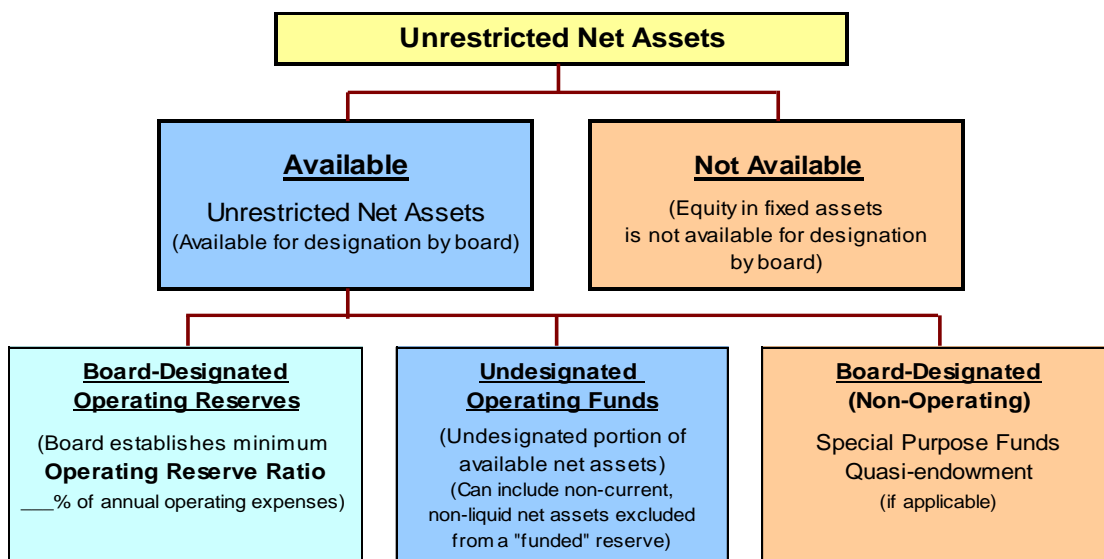 Unrestricted Net Assets
Available
Unrestricted Net Assets
(Available for designation by board)
Not Available
(Equity in fixed assets
is not available for designation
by board)
Board-Designated
Operating Reserves
(Board establishes minimum
Operating Reserve Ratio
___% of annual operating expenses)
Undesignated
Operating Funds
(Undesignated portion of
available net assets)
(Can include non-current,
non-liquid net assets excluded
from a "funded" reserve)
Board-Designated
(Non-Operating)
Special Purpose Funds
Quasi-endowment
(if applicable)